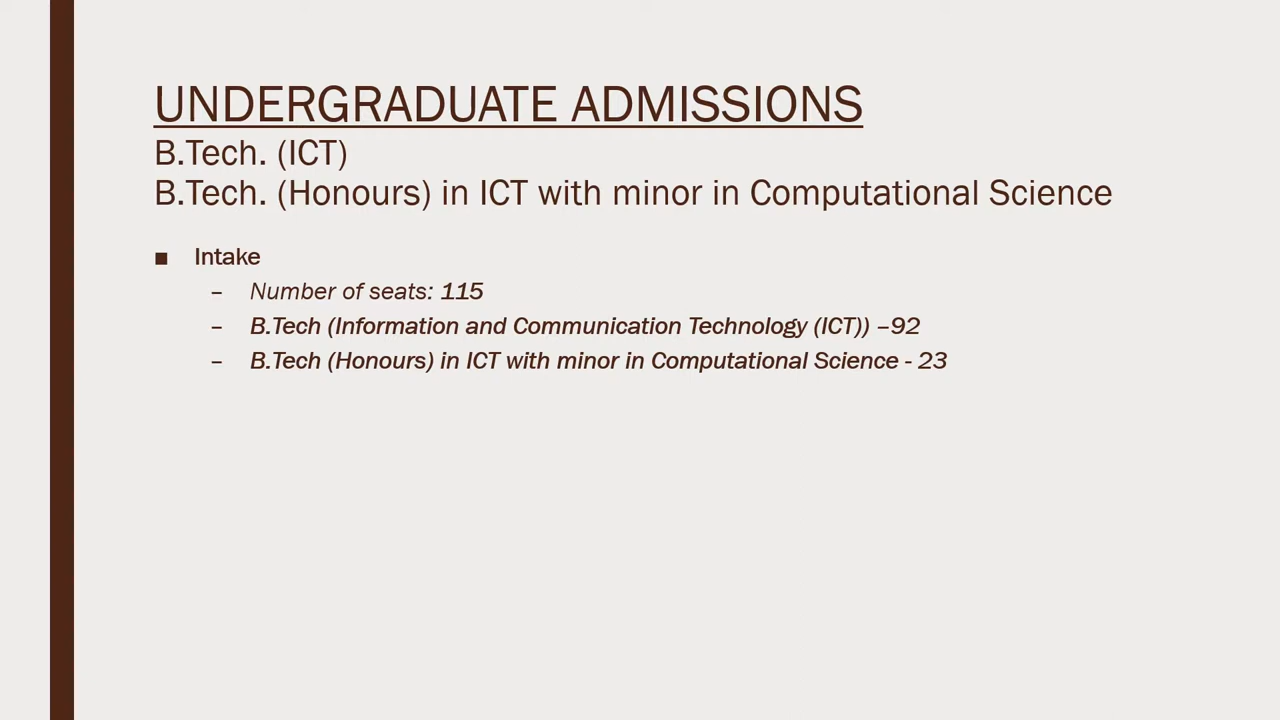 UNDERGRADUATE ADMISSIONS
B.Tech. (ICT)
B.Tech. (Honours) in ICT with minor in Computational Science
■ Intake
– Number of seats: 115
– B.Tech (Information and Communication Technology (ICT)) –92
– B.Tech (Honours) in ICT with minor in Computational Science - 23